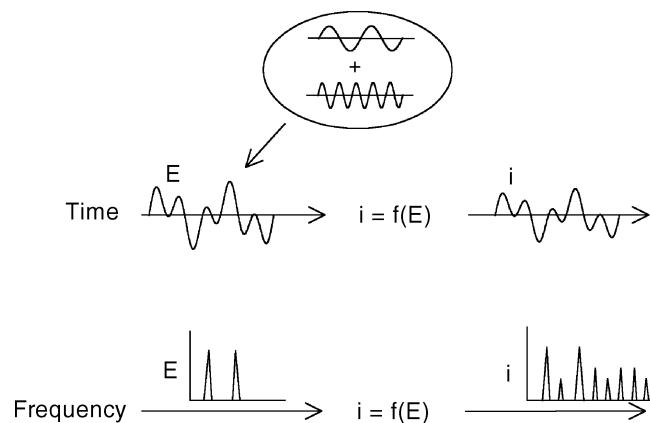 +
E
i
Time
i = f(E)
E
i
Frequency
i = f(E)